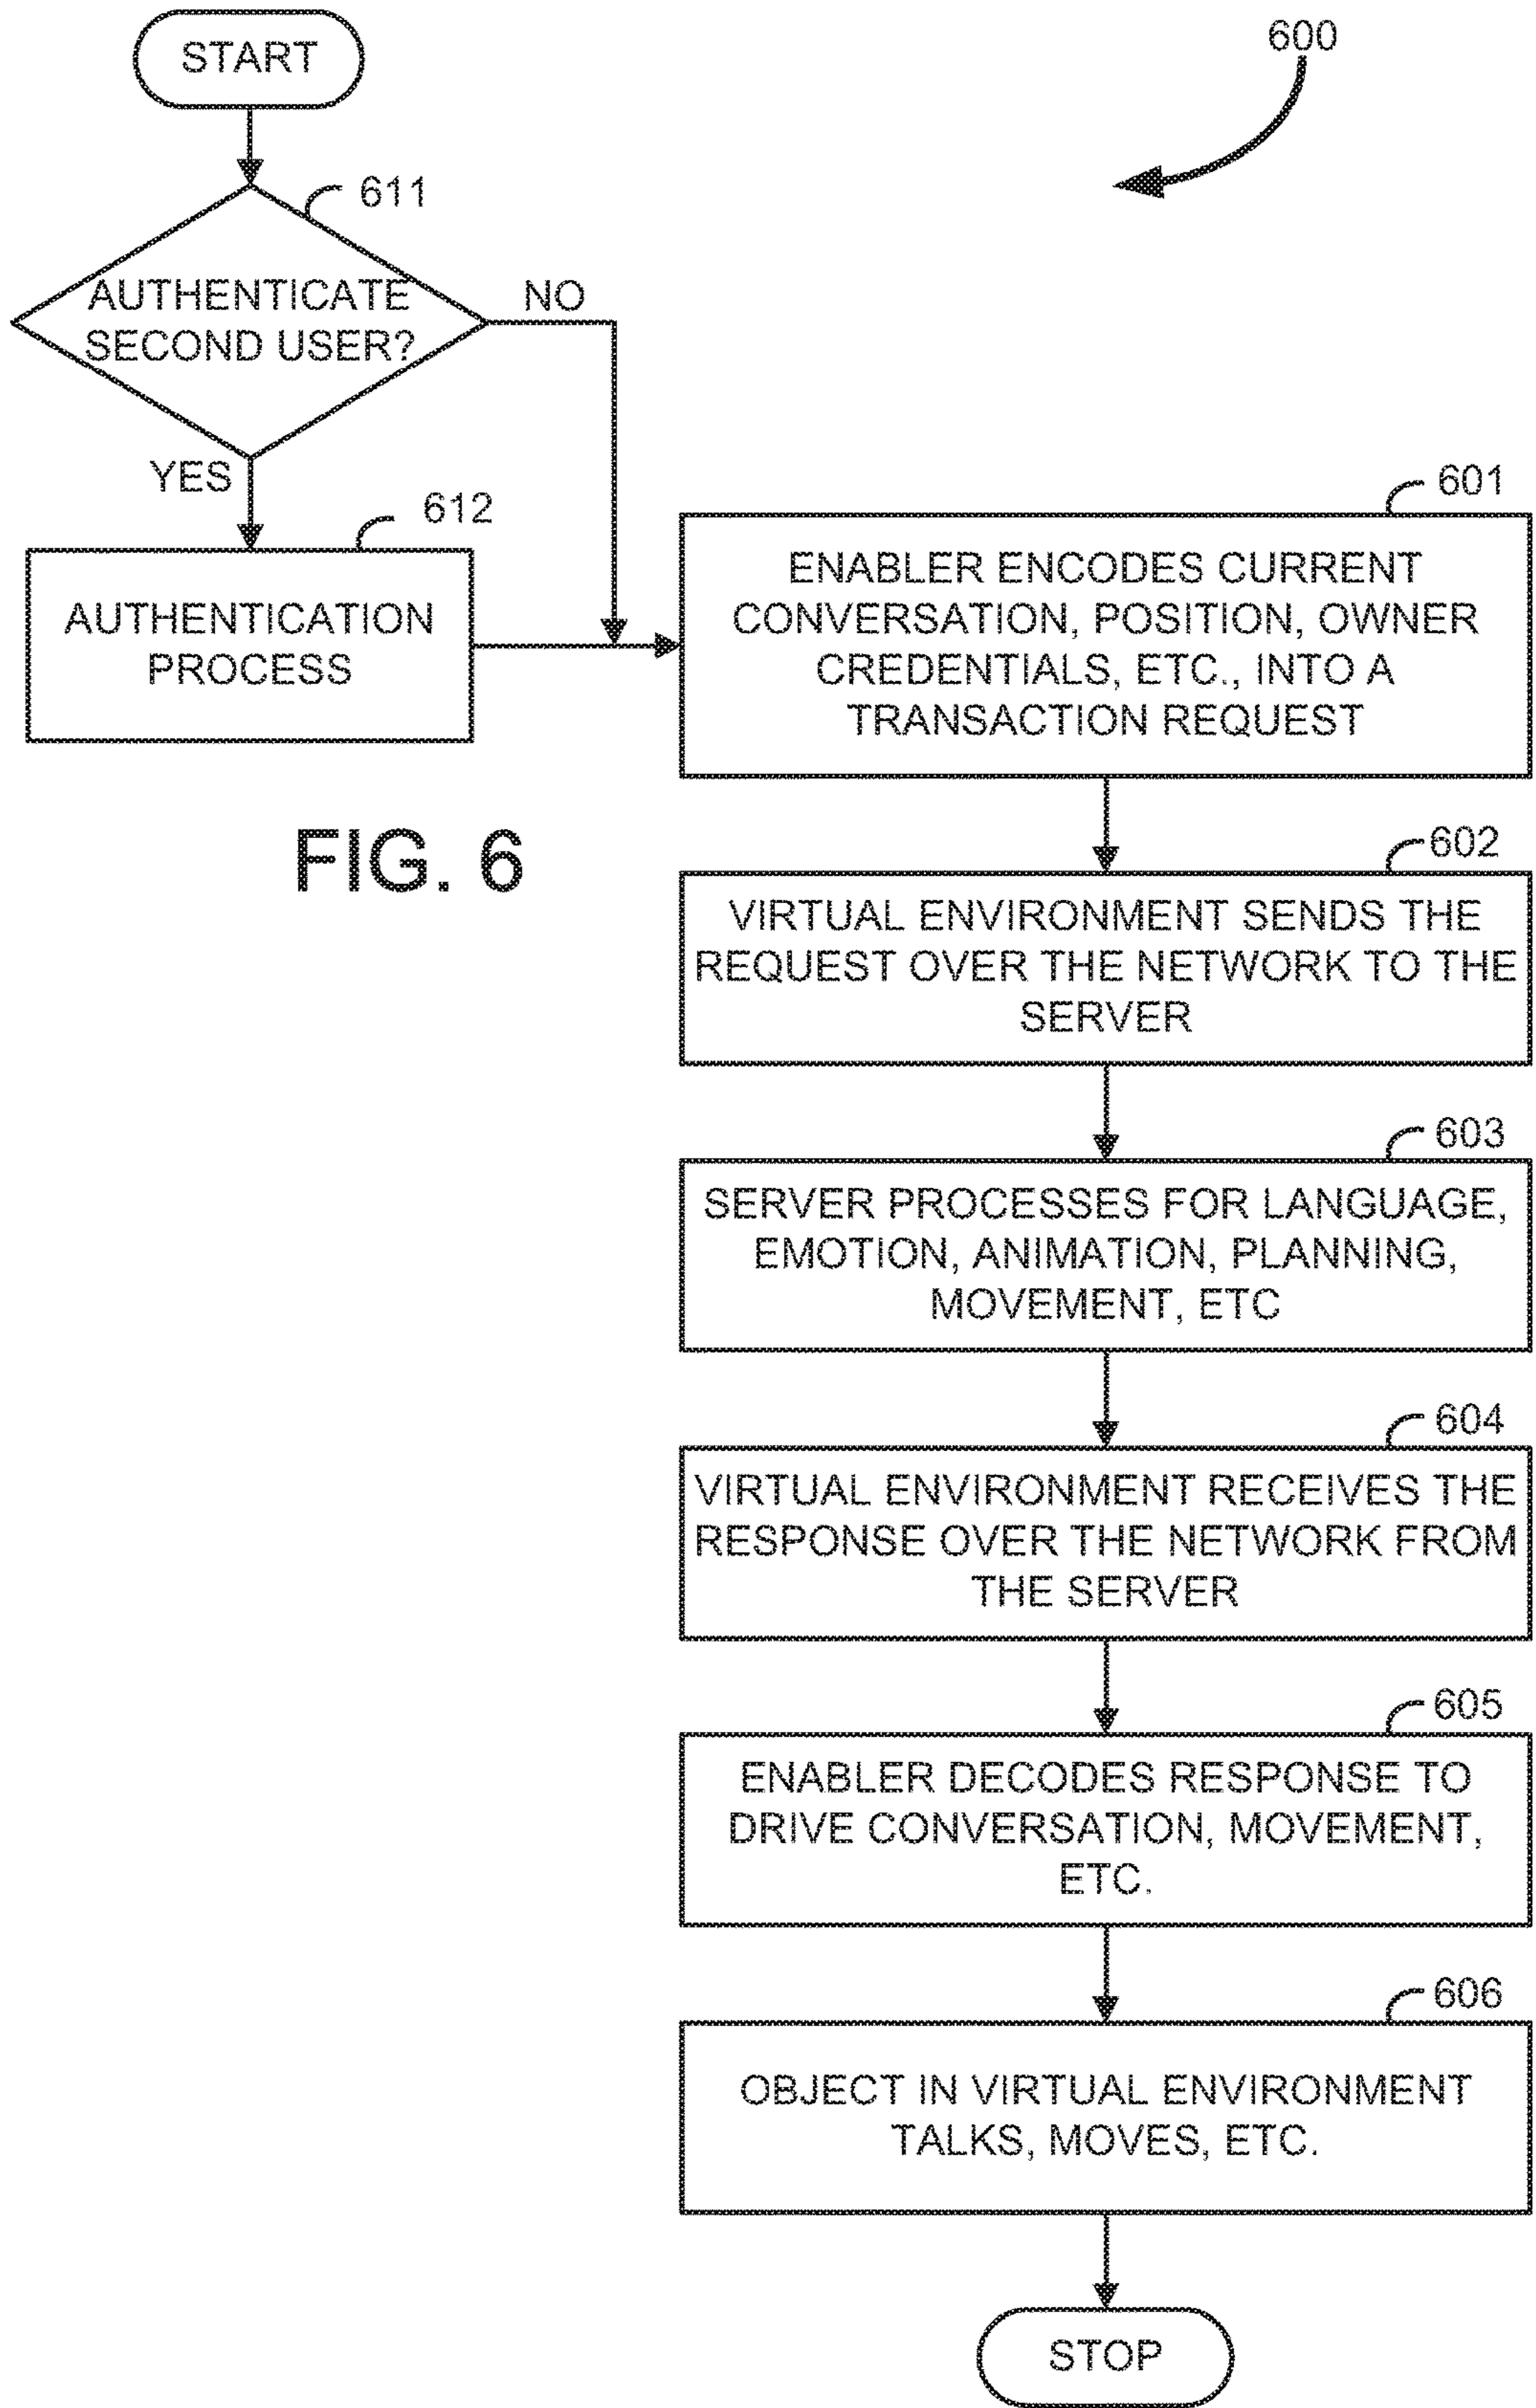 START
600
611
AUTHENTICATE
SECOND USER?
NO
YES
612
AUTHENTICATION
PROCESS
601
ENABLER ENCODES CURRENT
CONVERSATION, POSITION, OWNER
CREDENTIALS, ETC., INTO A
TRANSACTION REQUEST
FIG. 6
602
VIRTUAL ENVIRONMENT SENDS THE
REQUEST OVER THE NETWORK TO THE
SERVER
603
SERVER PROCESSES FOR LANGUAGE,
EMOTION, ANIMATION, PLANNING,
MOVEMENT, ETC
604
VIRTUAL ENVIRONMENT RECEIVES THE
RESPONSE OVER THE NETWORK FROM
THE SERVER
605
ENABLER DECODES RESPONSE TO
DRIVE CONVERSATION, MOVEMENT,
ETC.
606
OBJECT IN VIRTUAL ENVIRONMENT
TALKS, MOVES, ETC.
STOP